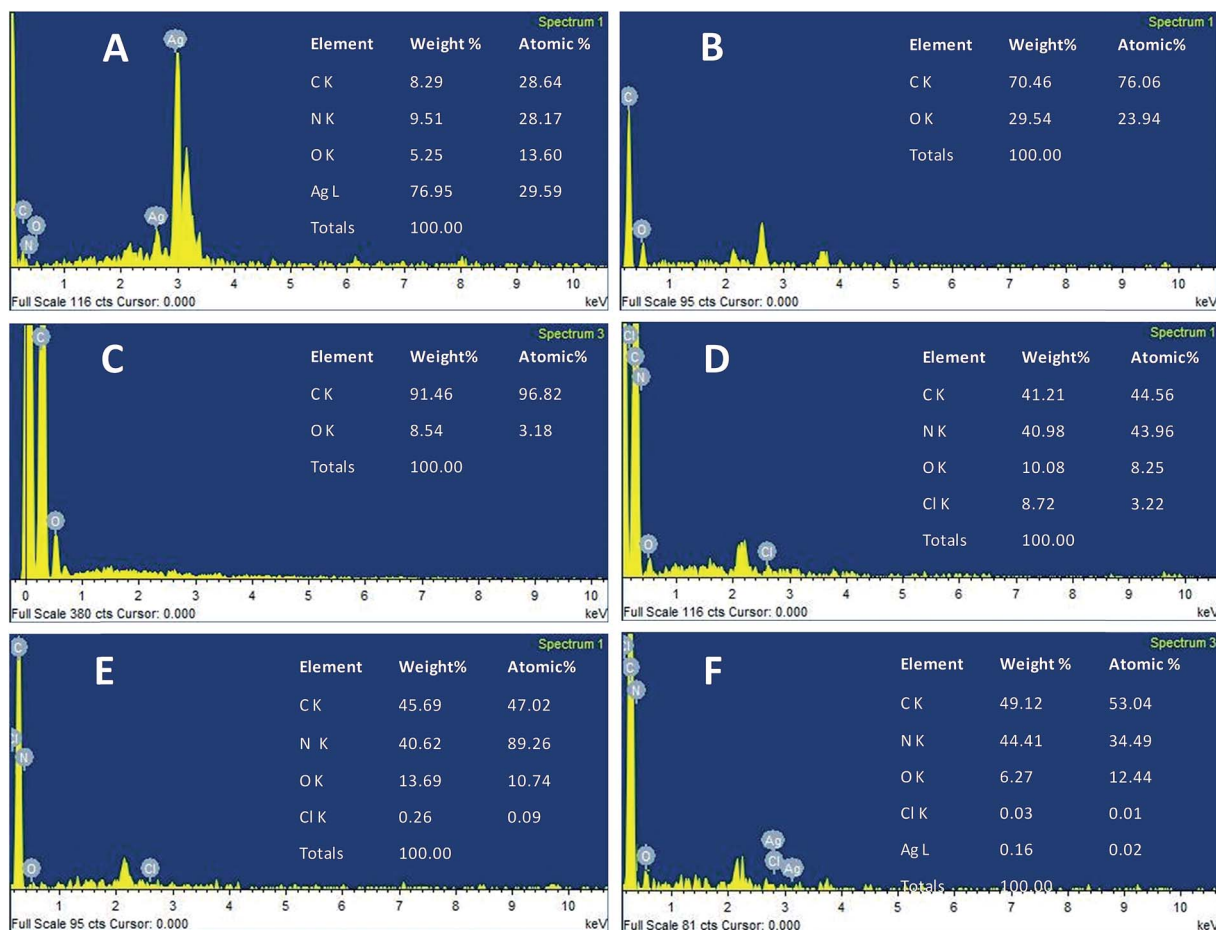 Spectrum 1
A
Element Weight % Atomic %
C K 8.29 28.64
N K 9.51 28.17
O K 5.25 13.60
Ag L 76.95 29.59
Totals 100.00
Ag
Ag
C
O
N
1 2 3 4 5 6 7 8 9 10
Full Scale 116 cts Cursor: 0.000 keV
Spectrum 1
B
Element Weight% Atomic%
C K 70.46 76.06
O K 29.54 23.94
Totals 100.00
C
O
1 2 3 4 5 6 7 8 9 10
Full Scale 95 cts Cursor: 0.000 keV
Spectrum 3
C
Element Weight% Atomic%
C K 91.46 96.82
O K 8.54 3.18
Totals 100.00
C
O
0 1 2 3 4 5 6 7 8 9 10
Full Scale 380 cts Cursor: 0.000 keV
Spectrum 1
D
Element Weight% Atomic%
C K 41.21 44.56
N K 40.98 43.96
O K 10.08 8.25
Cl K 8.72 3.22
Totals 100.00
Cl
C
N
O
Cl
1 2 3 4 5 6 7 8 9 10
Full Scale 116 cts Cursor: 0.000 keV
Spectrum 1
E
Element Weight% Atomic%
C K 45.69 47.02
N K 40.62 89.26
O K 13.69 10.74
Cl K 0.26 0.09
Totals 100.00
C
Cl
N
O
Cl
1 2 3 4 5 6 7 8 9 10
Full Scale 95 cts Cursor: 0.000 keV
Spectrum 3
F
Element Weight % Atomic %
C K 49.12 53.04
N K 44.41 34.49
O K 6.27 12.44
Cl K 0.03 0.01
Ag L 0.16 0.02
Totals 100.00
Cl
C
N
O
Ag
Cl
Ag
1 2 3 4 5 6 7 8 9 10
Full Scale 81 cts Cursor: 0.000 keV